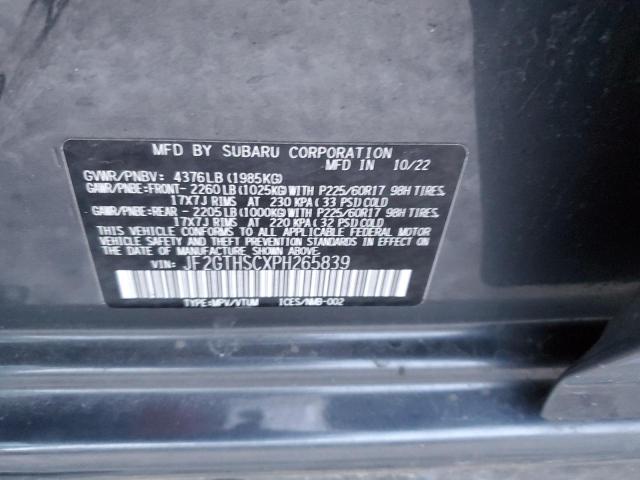 MFD BY SUBARU CORPORATION
MFD IN 10/22
GVWR/PNBV: 4376LB(1985KG)
GAWR/PNBE:FRONT- 2260LB(1025KG)WITH P225/60R17 98H TIRES,
17X7J RIMS AT 230 KPA( 33 PSI)COLD
GAWR/PNBE:REAR - 2205LB(1000KG)WITH P225/60R17 98H TIRES,
17X7J RIMS AT 220 KPA( 32 PSI)COLD
THIS VEHICLE CONFORMS TO ALL APPLICABLE FEDERAL MOTOR
VEHICLE SAFETY AND THEFT PREVENTION STANDARDS IN EFFECT ON
THE DATE OF MANUFACTURE SHOWN ABOVE.
VIN: JF2GTHSCXPH265839
TYPE:MPV/VTUM ICES/NMB-002